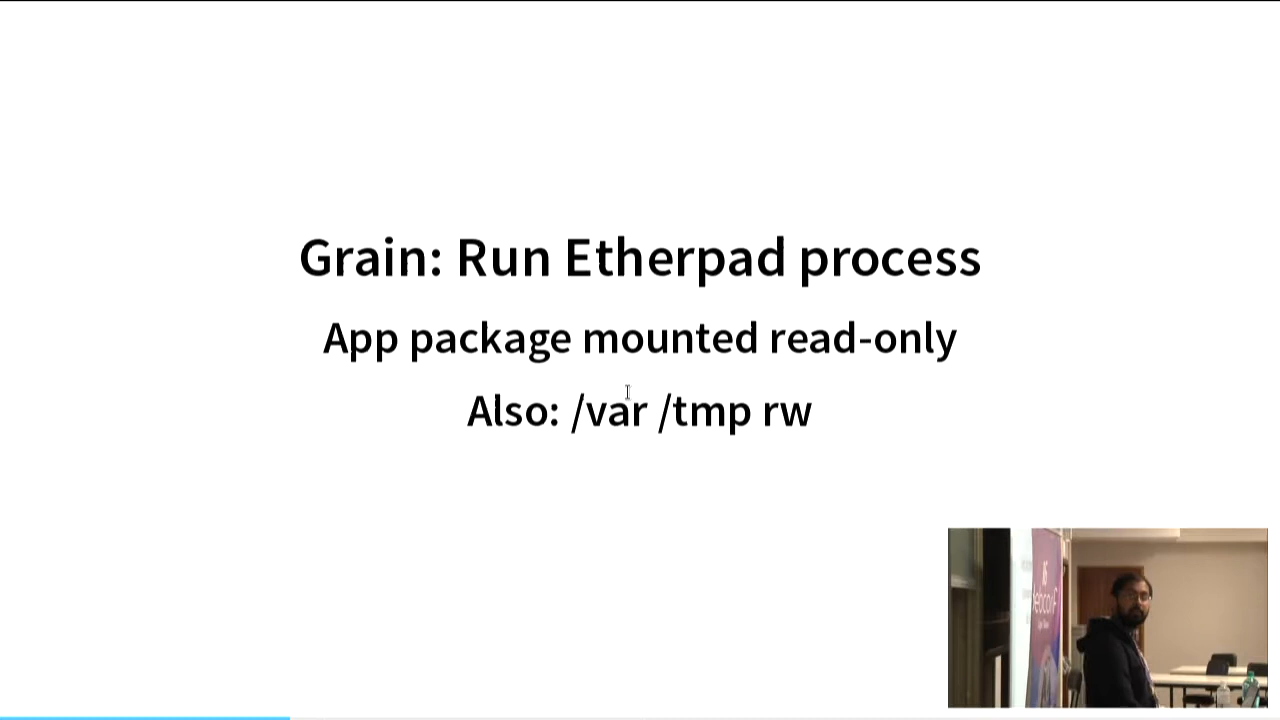 Grain: Run Etherpad process
App package mounted read-only
Also: /var /tmp rw